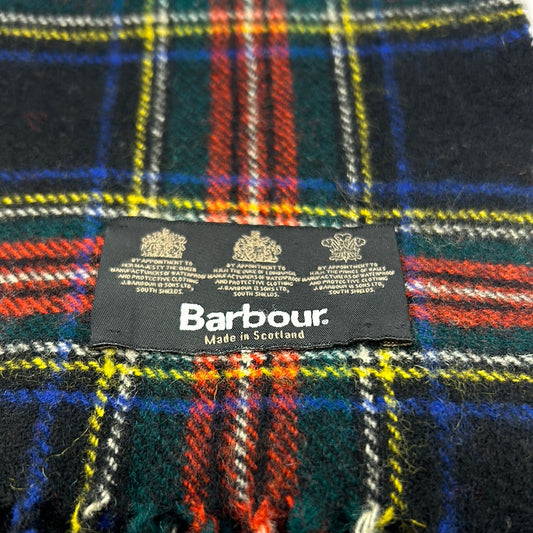 BY APPOINTMENT TO
H.M. HER MAJESTY THE QUEEN
MANUFACTURERS OF WATERPROOF
AND PROTECTIVE CLOTHING
J. BARBOUR & SONS LTD,
SOUTH SHIELDS.
BY APPOINTMENT TO
H.R.H. THE DUKE OF EDINBURGH
MANUFACTURERS OF WATERPROOF
AND PROTECTIVE CLOTHING
J. BARBOUR & SONS LTD,
SOUTH SHIELDS.
BY APPOINTMENT TO
H.R.H. THE PRINCE OF WALES
MANUFACTURERS OF WATERPROOF
AND PROTECTIVE CLOTHING
J. BARBOUR & SONS LTD,
SOUTH SHIELDS.
Barbour.
Made in Scotland